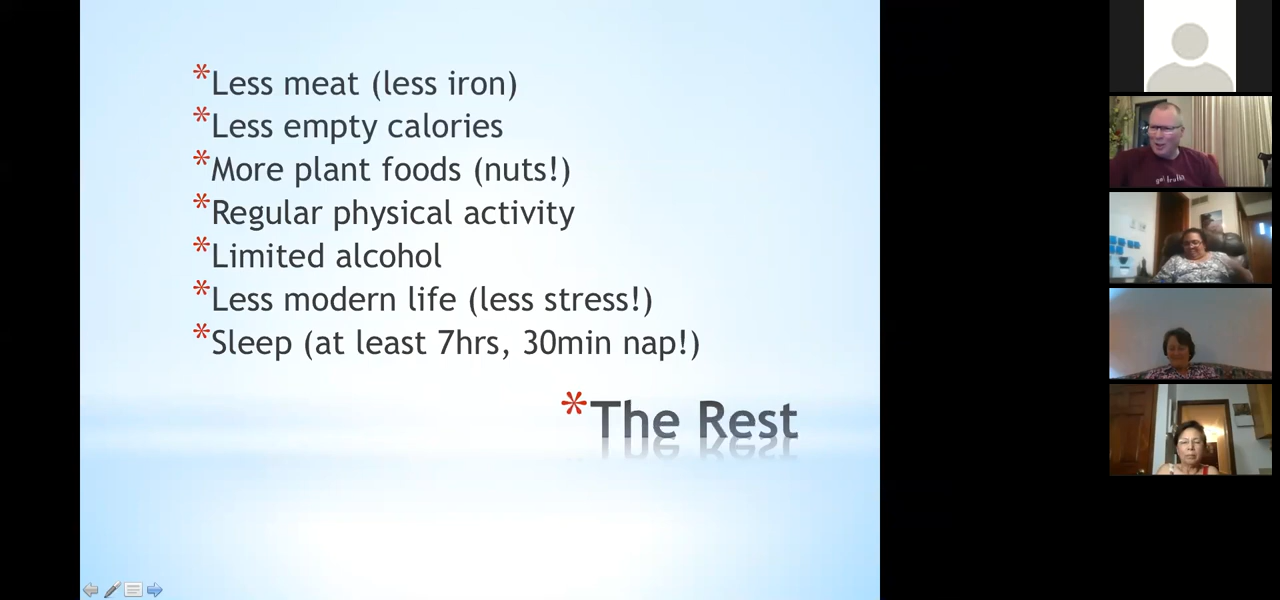 *Less meat (less iron)
*Less empty calories
*More plant foods (nuts!)
*Regular physical activity
*Limited alcohol
*Less modern life (less stress!)
*Sleep (at least 7hrs, 30min nap!)
*The Rest